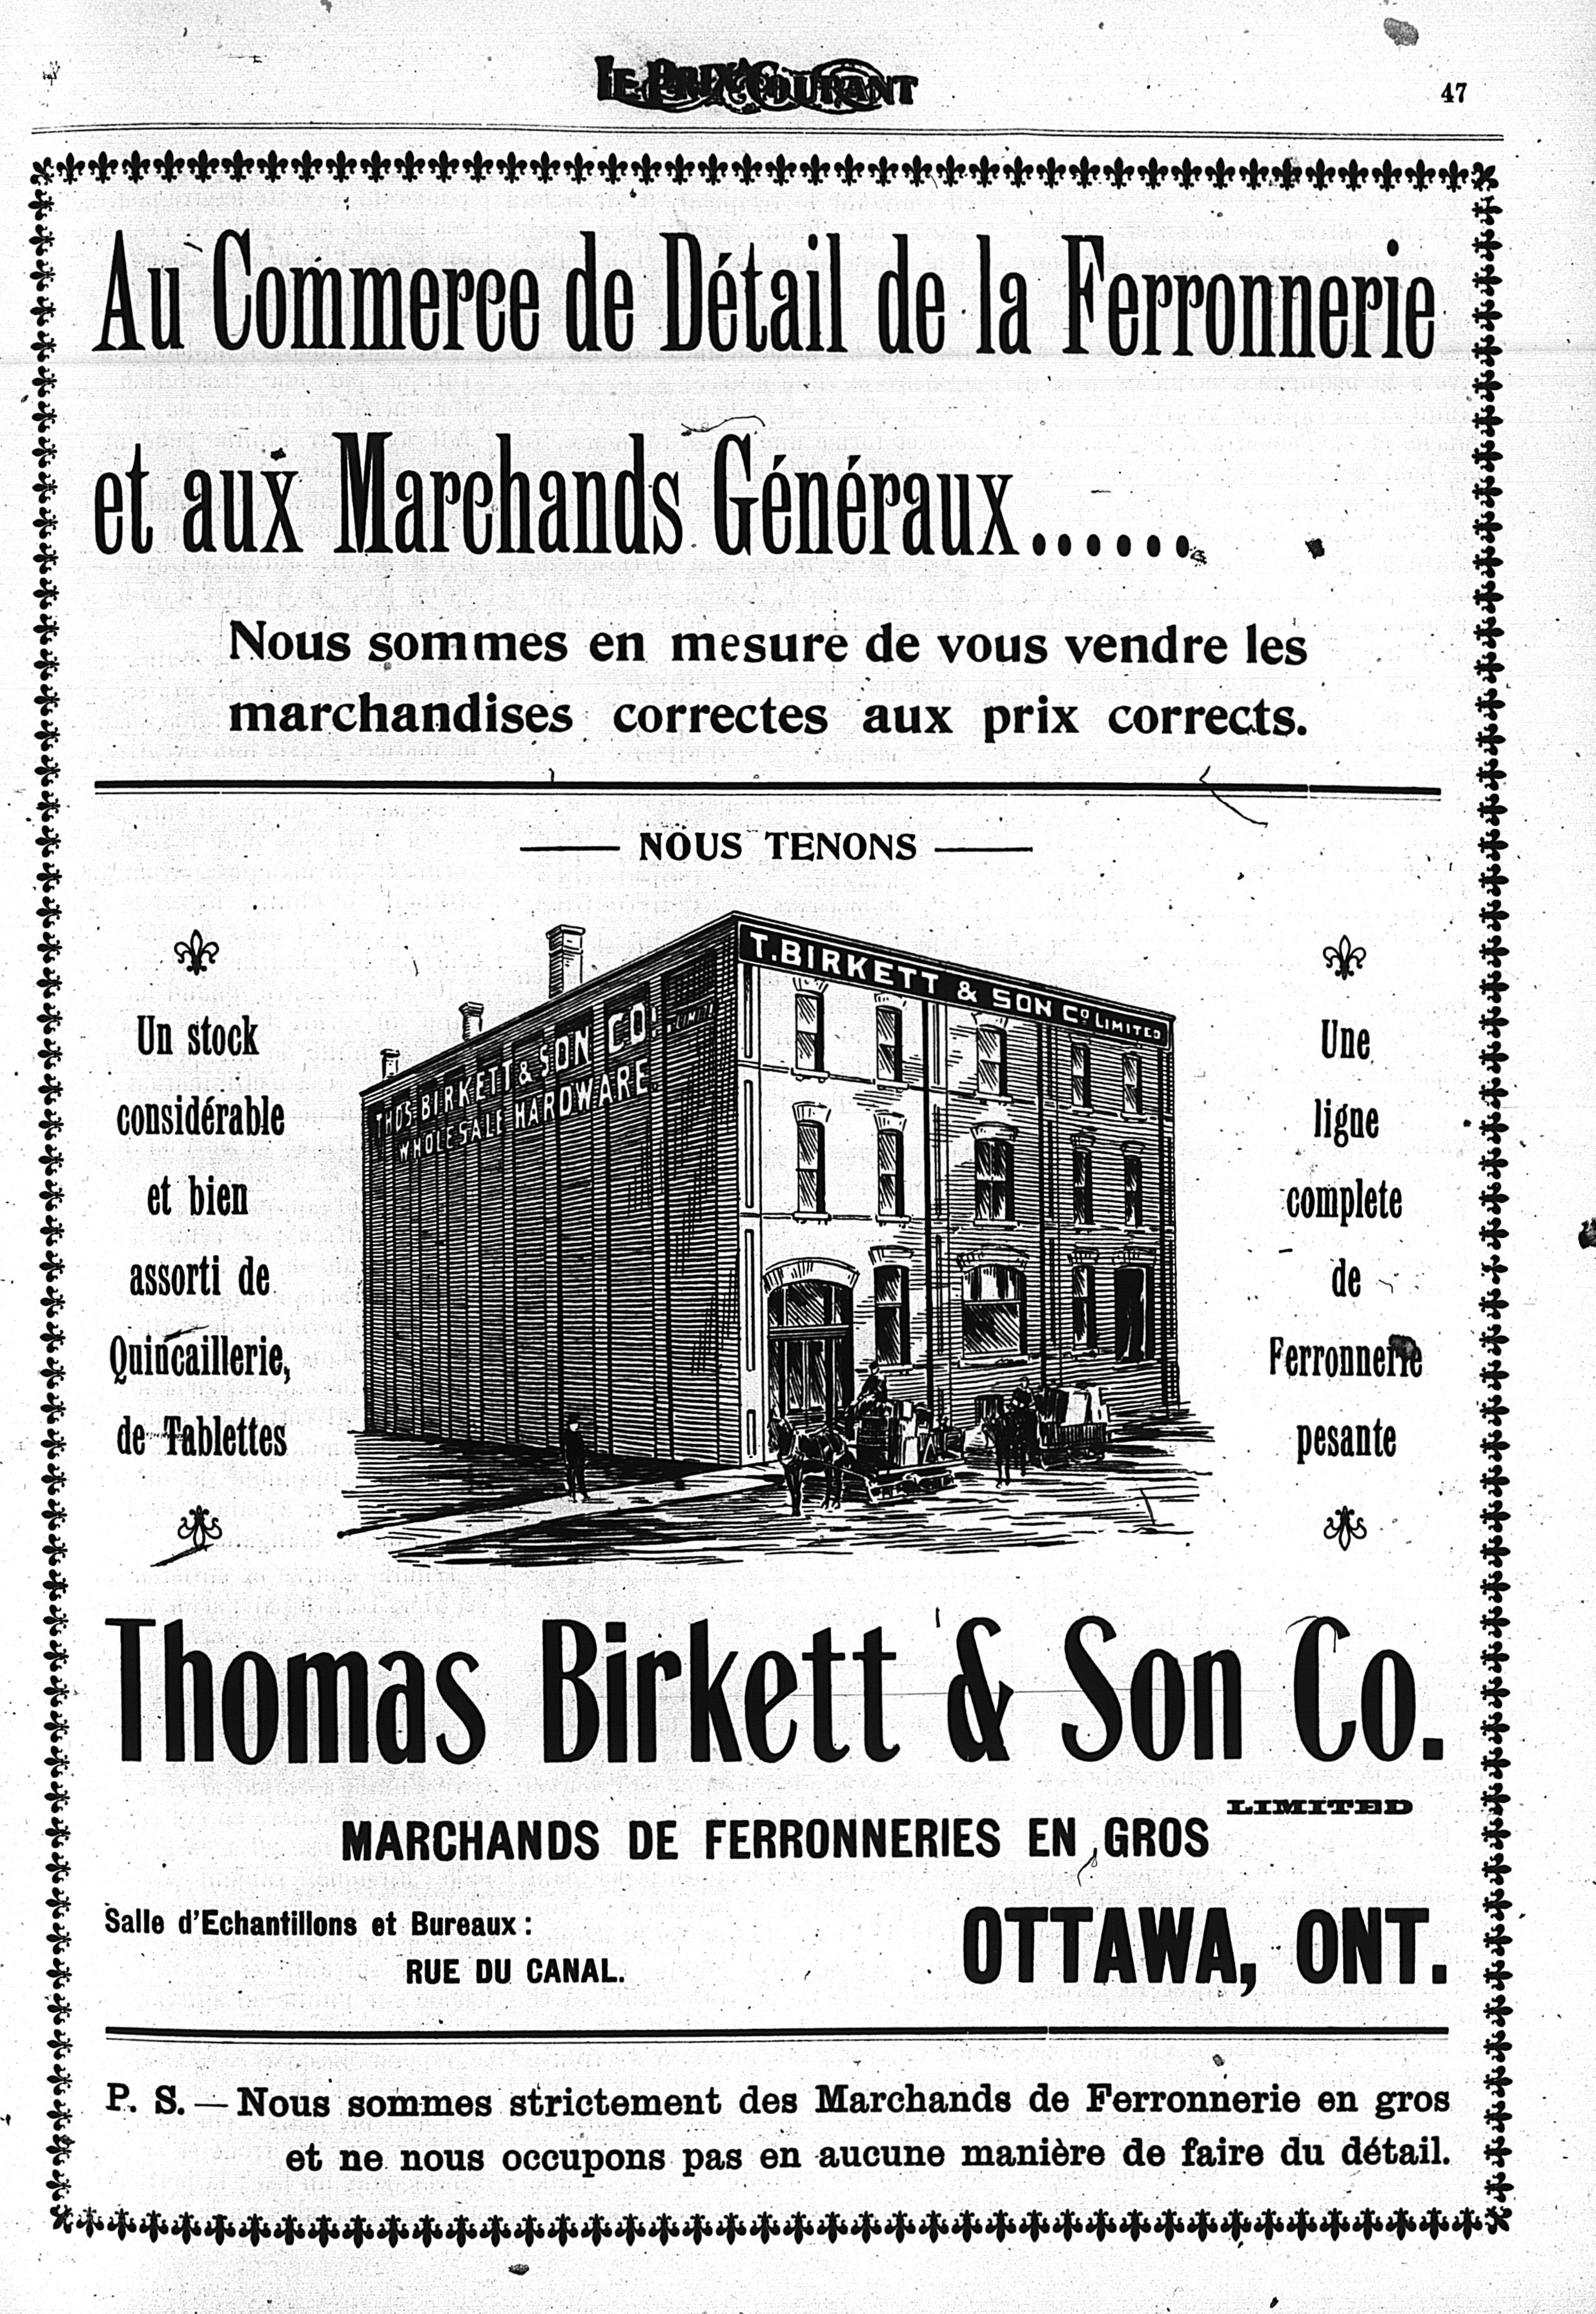 LE PRIX COURANT
47
Au Commerce de Détail de la Ferronnerie
et aux Marchands Généraux......
Nous sommes en mesure de vous vendre les
marchandises correctes aux prix corrects.
NOUS TENONS
Un stock
considérable
et bien
assorti de
Quincaillerie,
de Tablettes
T. BIRKETT & SON Co LIMITED
THOS BIRKETT & SON CO. LIMIT
WHOLESALE HARDWARE.
Une
ligne
complete
de
Ferronnerie
pesante
Thomas Birkett & Son Co.
LIMITED
MARCHANDS DE FERRONNERIES EN GROS
Salle d'Echantillons et Bureaux :
RUE DU CANAL.
OTTAWA, ONT.
P. S.—Nous sommes strictement des Marchands de Ferronnerie en gros
et ne nous occupons pas en aucune manière de faire du détail.